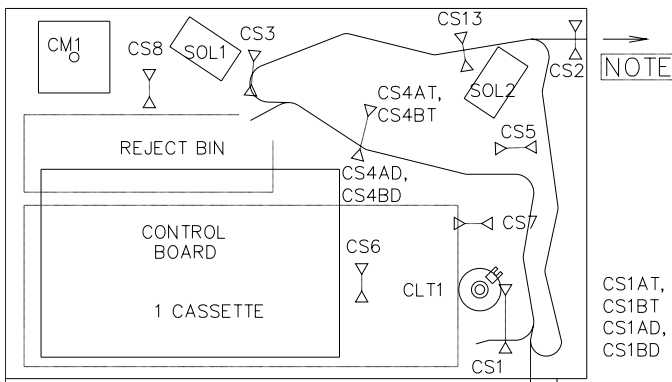 CM1
CS8
SOL1
CS3
CS13
CS2
NOTE
SOL2
CS4AT,
CS4BT
CS5
REJECT BIN
CS4AD,
CS4BD
CS7
CONTROL
BOARD
CS6
CLT1
1 CASSETTE
CS1
CS1AT,
CS1BT
CS1AD,
CS1BD